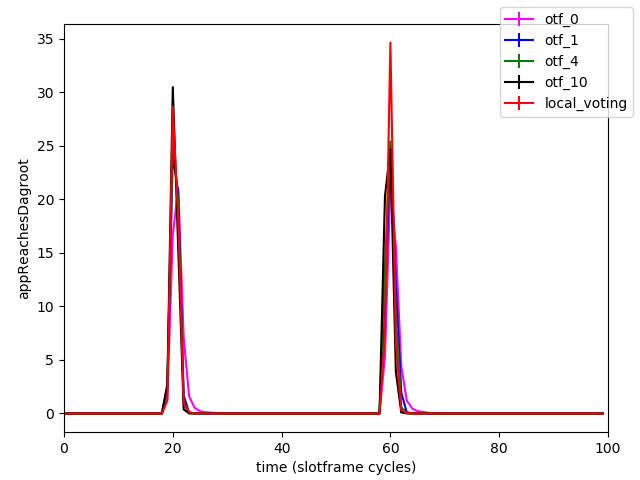 otf_0
otf_1
otf_4
otf_10
local_voting
35
30
25
20
15
10
5
0
appReachesDagroot
0 20 40 60 80 100
time (slotframe cycles)